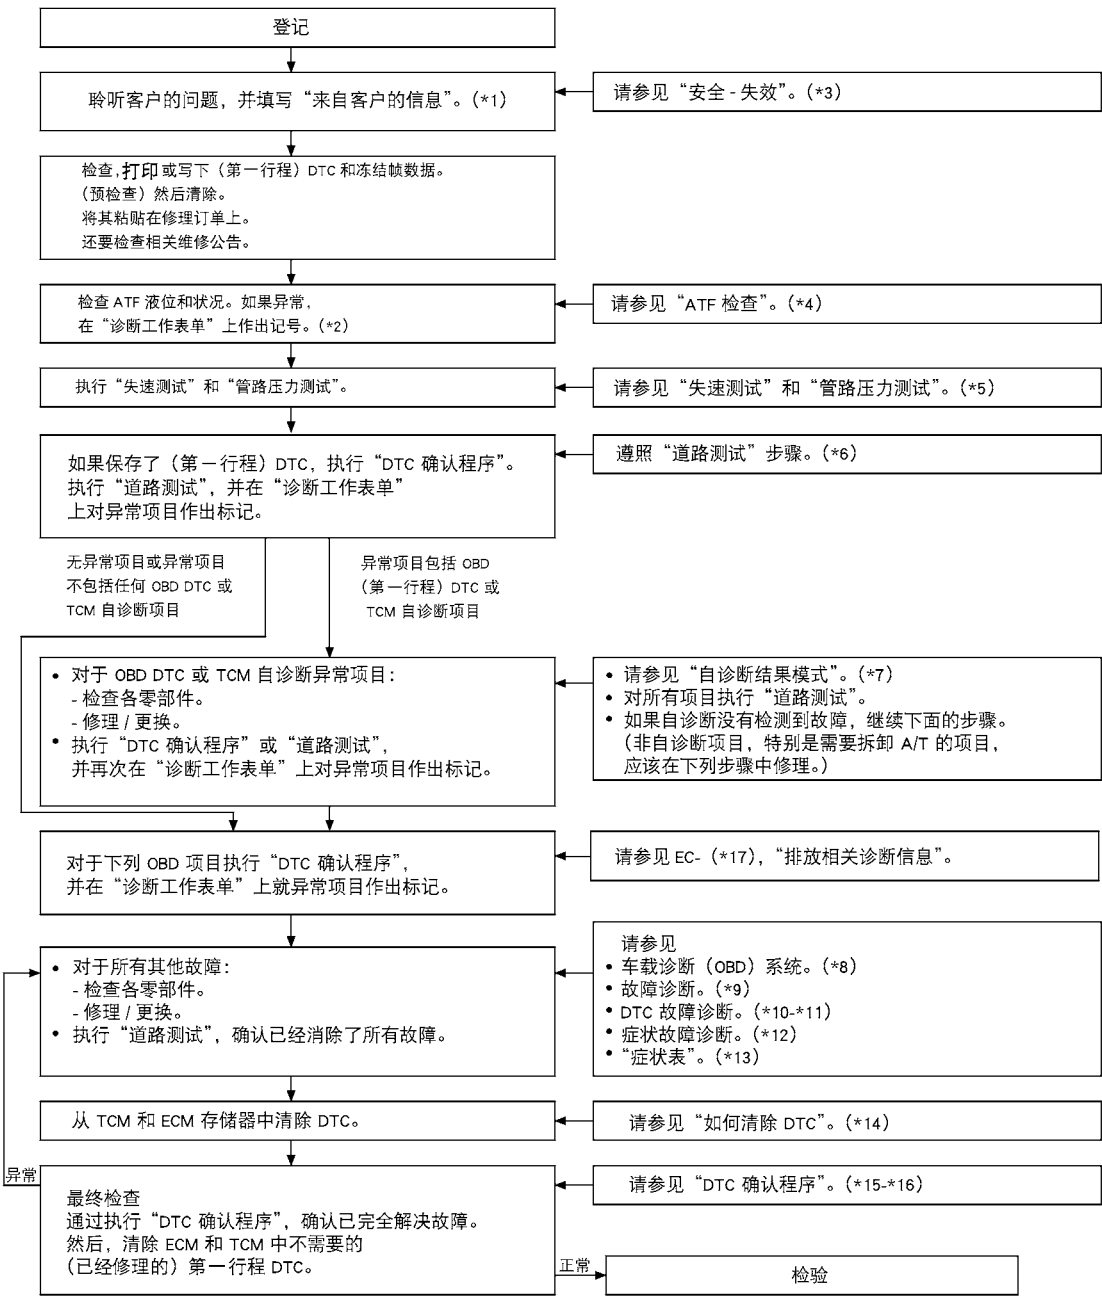 登记
聆听客户的问题，并填写“来自客户的信息”。（*1）
请参见“安全-失效”。（*3）
检查,打印或写下（第一行程）DTC 和冻结帧数据。
（预检查）然后清除。
将其粘贴在修理订单上。
还要检查相关维修公告。
检查 ATF 液位和状况。如果异常，
在“诊断工作表单”上作出记号。（*2）
请参见“ATF 检查”。（*4）
执行“失速测试”和“管路压力测试”。
请参见“失速测试”和“管路压力测试”。（*5）
如果保存了（第一行程）DTC，执行“DTC 确认程序”。
执行“道路测试”，并在“诊断工作表单”
上对异常项目作出标记。
遵照“道路测试”步骤。（*6）
无异常项目或异常项目
不包括任何 OBD DTC 或
TCM 自诊断项目
异常项目包括 OBD
（第一行程）DTC 或
TCM 自诊断项目
• 对于 OBD DTC 或 TCM 自诊断异常项目：
- 检查各零部件。
- 修理 / 更换。
• 执行“DTC 确认程序”或“道路测试”，
并再次在“诊断工作表单”上对异常项目作出标记。
• 请参见“自诊断结果模式”。（*7）
• 对所有项目执行“道路测试”。
• 如果自诊断没有检测到故障，继续下面的步骤。
（非自诊断项目，特别是需要拆卸 A/T 的项目，
应该在下列步骤中修理。）
对于下列 OBD 项目执行“DTC 确认程序”，
并在“诊断工作表单”上就异常项目作出标记。
请参见 EC-（*17），“排放相关诊断信息”。
• 对于所有其他故障：
- 检查各零部件。
- 修理 / 更换。
• 执行“道路测试”，确认已经消除了所有故障。
请参见
• 车载诊断（OBD）系统。（*8）
• 故障诊断。（*9）
• DTC 故障诊断。（*10-*11）
• 症状故障诊断。（*12）
• “症状表”。（*13）
从 TCM 和 ECM 存储器中清除 DTC。
请参见“如何清除 DTC”。（*14）
异常
最终检查
通过执行“DTC 确认程序”，确认已完全解决故障。
然后，清除 ECM 和 TCM 中不需要的
（已经修理的）第一行程 DTC。
请参见“DTC 确认程序”。（*15-*16）
正常
检验